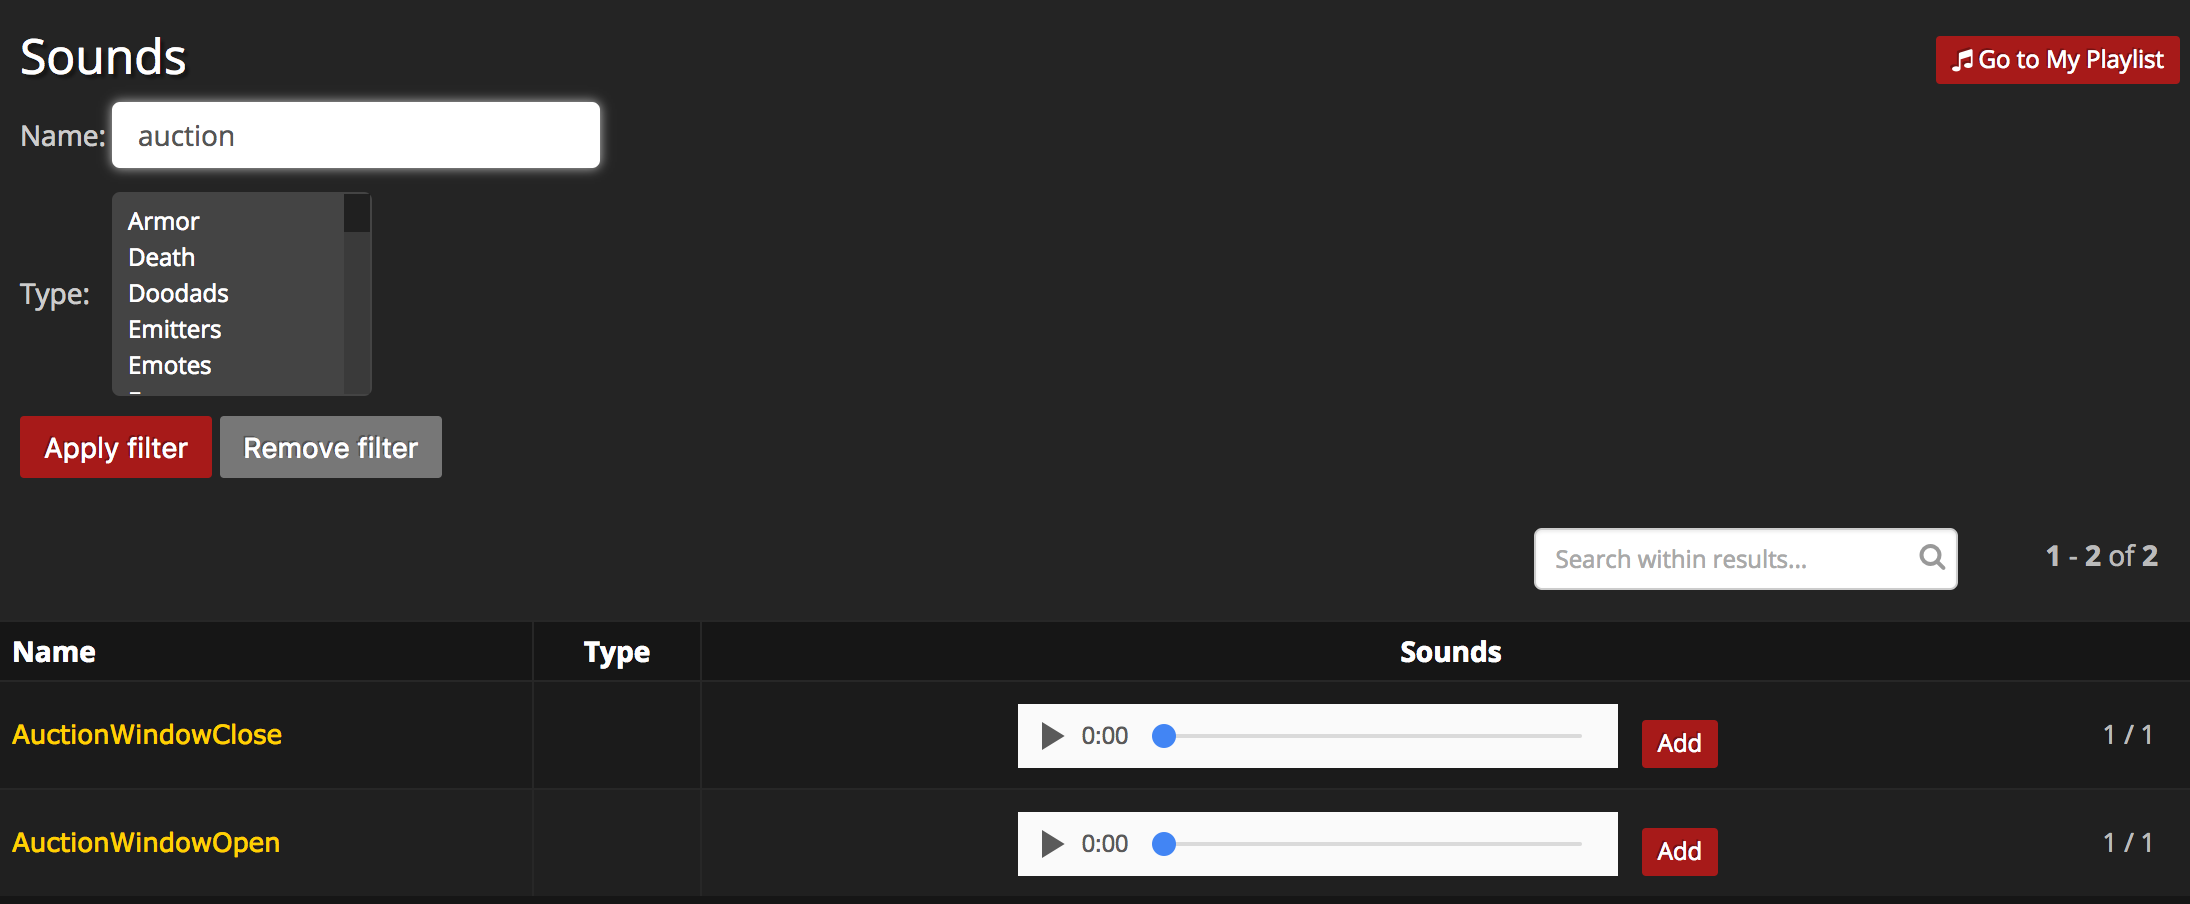 Sounds
Go to My Playlist
Name: auction
Type:
Armor
Death
Doodads
Emitters
Emotes
Apply filter Remove filter
Search within results... 1 - 2 of 2
Name Type Sounds
AuctionWindowClose 0:00 Add 1 / 1
AuctionWindowOpen 0:00 Add 1 / 1